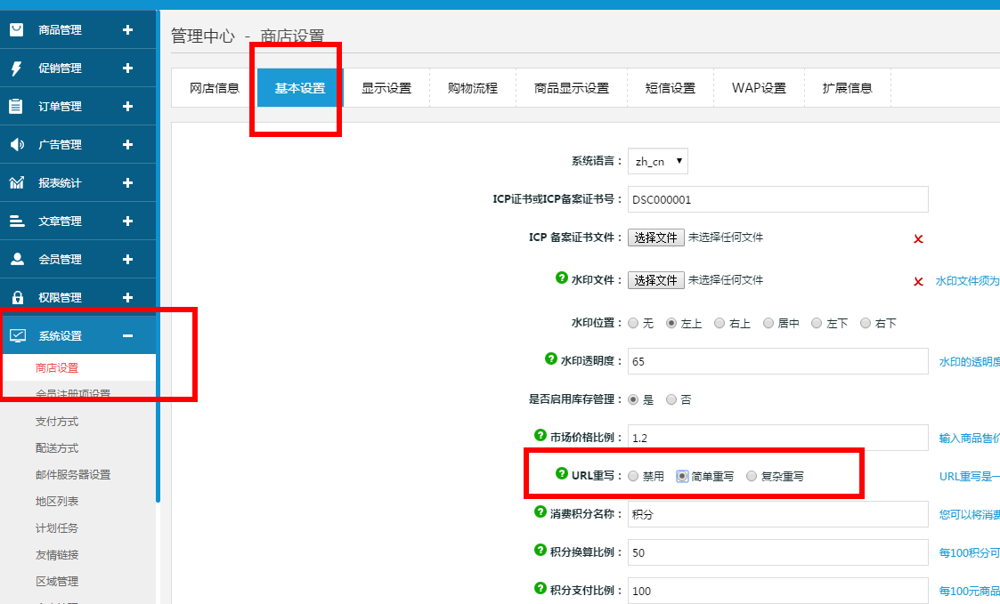 商品管理
促销管理
订单管理
广告管理
报表统计
文章管理
会员管理
权限管理
系统设置
商店设置
会员注册项设置
支付方式
配送方式
邮件服务器设置
地区列表
计划任务
友情链接
区域管理
管理中心 - 商店设置
网店信息 基本设置 显示设置 购物流程 商品显示设置 短信设置 WAP设置 扩展信息
系统语言： zh_cn
ICP证书或ICP备案证书号： DSC000001
ICP 备案证书文件： 选择文件 未选择任何文件
水印文件： 选择文件 未选择任何文件 水印文件须为
水印位置： 无 左上 右上 居中 左下 右下
水印透明度： 65 水印的透明度
是否启用库存管理： 是 否
市场价格比例： 1.2 输入商品售价
URL重写： 禁用 简单重写 复杂重写 URL重写是一
消费积分名称： 积分 您可以将消费
积分换算比例： 50 每100积分可
积分支付比例： 100 每100元商品